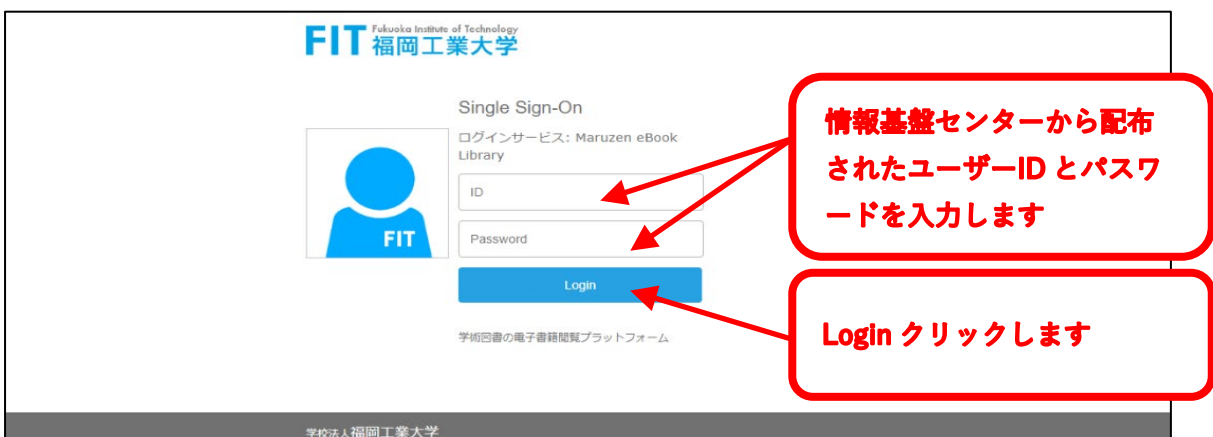 FIT Fukuoka Institute of Technology
福岡工業大学
Single Sign-On
ログインサービス: Maruzen eBook
Library
ID
Password
Login
FIT
学術図書の電子書籍閲覧プラットフォーム
情報基盤センターから配布
されたユーザーID とパスワ
ードを入力します
Login クリックします
学校法人福岡工業大学